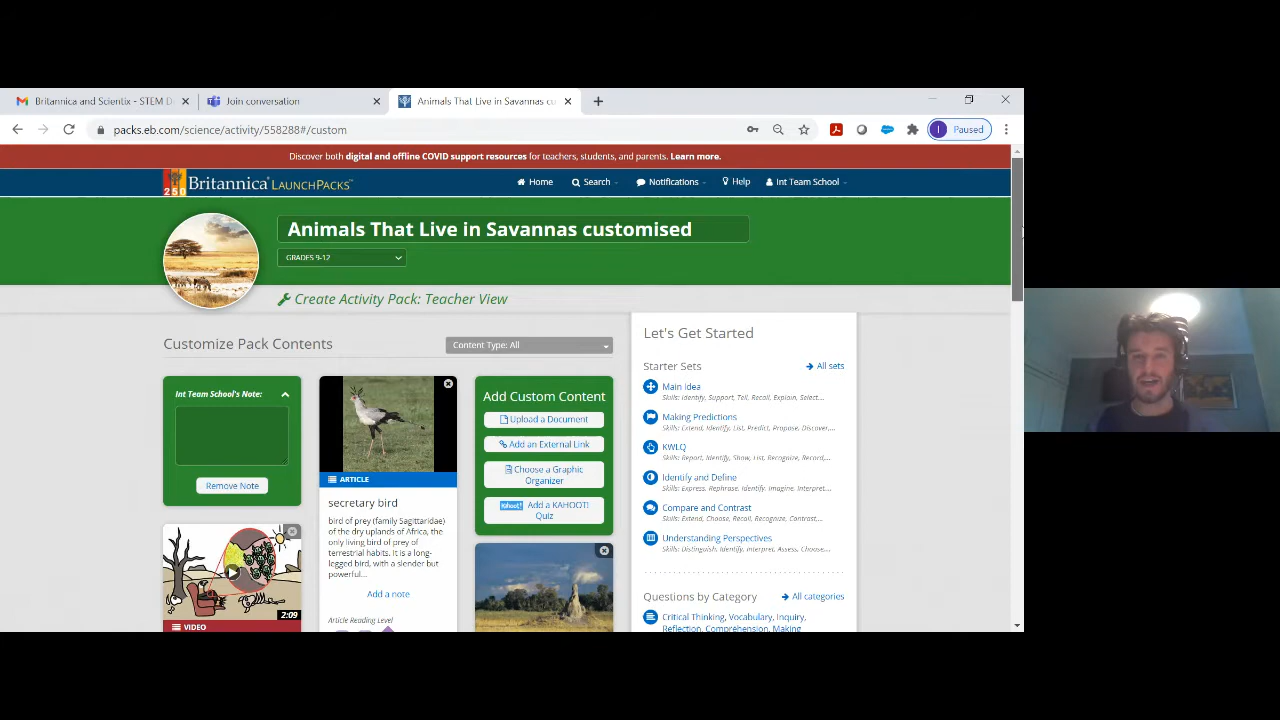 Britannica and Scientix - STEM D
Join conversation
Animals That Live in Savannas cu
packs.eb.com/science/activity/558288#/custom
Paused
Discover both digital and offline COVID support resources for teachers, students, and parents. Learn more.
250
Britannica LAUNCHPACKS™
Home
Search
Notifications
Help
Int Team School
Animals That Live in Savannas customised
GRADES 9-12
Create Activity Pack: Teacher View
Customize Pack Contents
Content Type: All
Int Team School's Note:
Remove Note
2:09
VIDEO
ARTICLE
secretary bird
bird of prey (family Sagittaridae)
of the dry uplands of Africa, the
only living bird of prey of
terrestrial habits. It is a long-
legged bird, with a slender but
powerful...
Add a note
Article Reading Level
Add Custom Content
Upload a Document
Add an External Link
Choose a Graphic
Organizer
Kahoot! Add a KAHOOT!
Quiz
Let's Get Started
Starter Sets
All sets
Main Idea
Skills: Identify, Support, Tell, Recall, Explain, Select,...
Making Predictions
Skills: Extend, Identify, List, Predict, Propose, Discover,...
KWLQ
Skills: Report, Identify, Show, List, Recognize, Record,...
Identify and Define
Skills: Express, Rephrase, Identify, Imagine, Interpret,...
Compare and Contrast
Skills: Extend, Choose, Recall, Recognize, Contrast,...
Understanding Perspectives
Skills: Distinguish, Identify, Interpret, Assess, Choose,...
Questions by Category
All categories
Critical Thinking, Vocabulary, Inquiry,
Reflection, Comprehension, Making